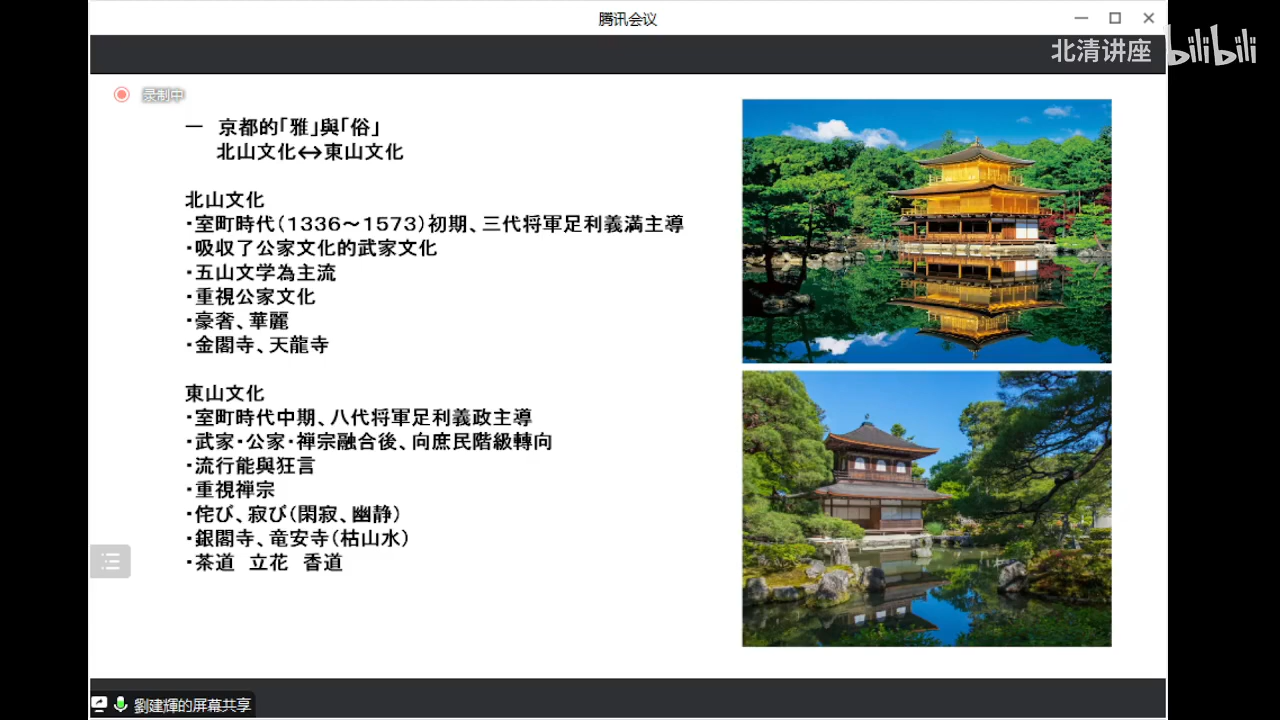 腾讯会议
北清讲座 bilibili
录制中
一 京都的「雅」與「俗」
北山文化↔東山文化
北山文化
・室町時代（1336～1573）初期、三代将軍足利義満主導
・吸収了公家文化的武家文化
・五山文学為主流
・重視公家文化
・豪奢、華麗
・金閣寺、天龍寺
東山文化
・室町時代中期、八代将軍足利義政主導
・武家・公家・禅宗融合後、向庶民階級轉向
・流行能與狂言
・重視禅宗
・侘び、寂び（閑寂、幽静）
・銀閣寺、竜安寺（枯山水）
・茶道 立花 香道
劉建輝的屏幕共享